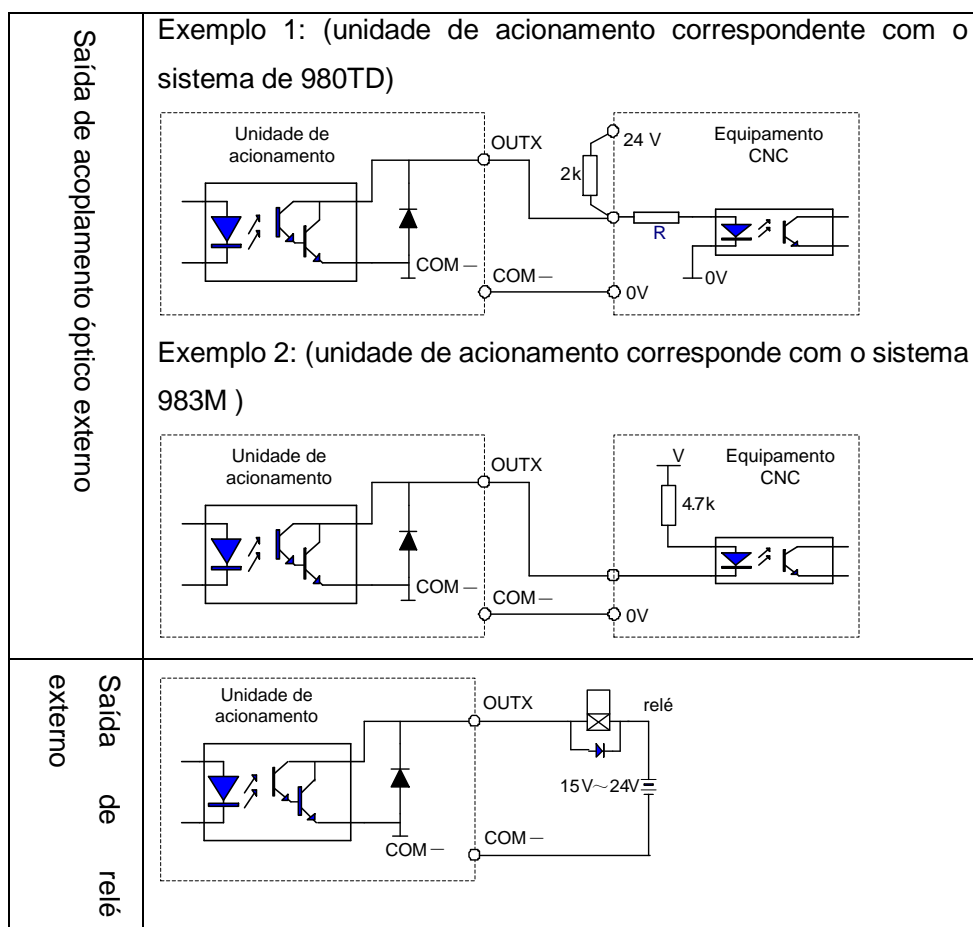 Saída de acoplamento óptico externo
Exemplo 1: (unidade de acionamento correspondente com o
sistema de 980TD)
Unidade de
acionamento
OUTX
24 V
Equipamento
CNC
2k
R
COM—
COM—
0V
0V
Exemplo 2: (unidade de acionamento corresponde com o sistema
983M )
Unidade de
acionamento
OUTX
V
Equipamento
CNC
4.7k
COM—
COM—
0V
Saída de relé
externo
Unidade de
acionamento
OUTX
relé
15V～24V
COM—
COM—